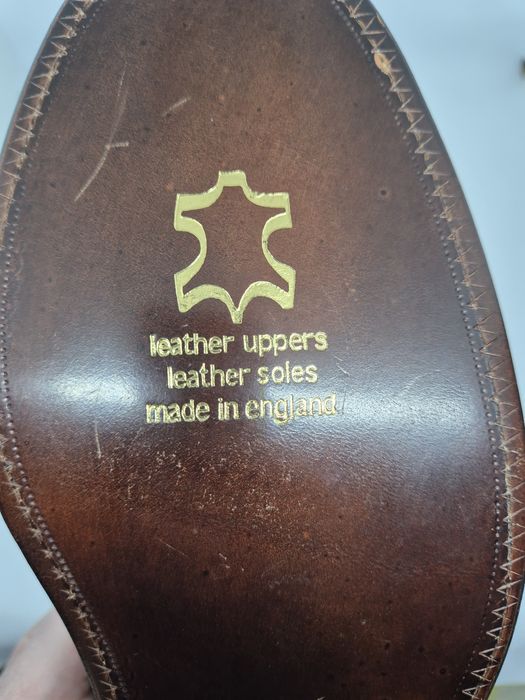 leather uppers
leather soles
made in england